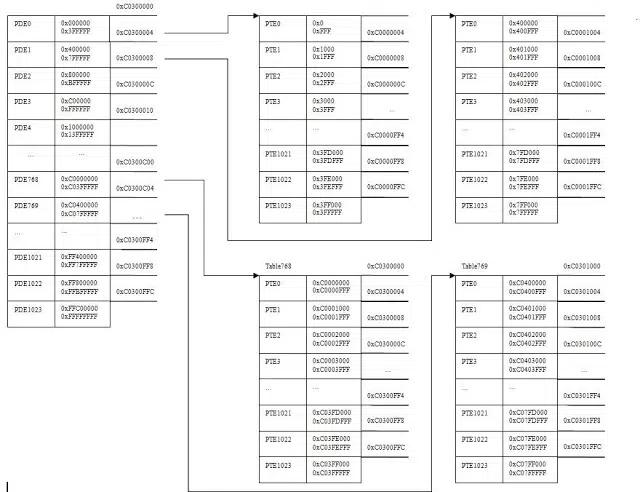 0xC0300000
PDE0 0x000000
0x3FFFFF 0xC0300004
PDE1 0x400000
0x7FFFFF 0xC0300008
PDE2 0x800000
0xBFFFFF 0xC030000C
PDE3 0xC00000
0xFFFFFF 0xC0300010
PDE4 0x1000000
0x13FFFFF
... ... 0xC0300C00
PDE768 0xC0000000
0xC03FFFFF 0xC0300C04
PDE769 0xC0400000
0xC07FFFFF ...
... ... 0xC0300FF4
PDE1021 0xFF400000
0xFF7FFFFF 0xC0300FF8
PDE1022 0xFF800000
0xFFBFFFFF 0xC0300FFC
PDE1023 0xFFC00000
0xFFFFFFFF
PTE0 0x0
0xFFF 0xC0000004
PTE1 0x1000
0x1FFF 0xC0000008
PTE2 0x2000
0x2FFF 0xC000000C
PTE3 0x3000
0x3FFF ...
... ... 0xC0000FF4
PTE1021 0x3FD000
0x3FDFFF 0xC0000FF8
PTE1022 0x3FE000
0x3FEFFF 0xC0000FFC
PTE1023 0x3FF000
0x3FFFFF
PTE0 0x400000
0x400FFF 0xC0001004
PTE1 0x401000
0x401FFF 0xC0001008
PTE2 0x402000
0x402FFF 0xC000100C
PTE3 0x403000
0x403FFF ...
... ... 0xC0001FF4
PTE1021 0x7FD000
0x7FDFFF 0xC0001FF8
PTE1022 0x7FE000
0x7FEFFF 0xC0001FFC
PTE1023 0x7FF000
0x7FFFFF
Table768 0xC0300000
PTE0 0xC0000000
0xC0000FFF 0xC0300004
PTE1 0xC0001000
0xC0001FFF 0xC0300008
PTE2 0xC0002000
0xC0002FFF 0xC030000C
PTE3 0xC0003000
0xC0003FFF ...
... ... 0xC0300FF4
PTE1021 0xC03FD000
0xC03FDFFF 0xC0300FF8
PTE1022 0xC03FE000
0xC03FEFFF 0xC0300FFC
PTE1023 0xC03FF000
0xC03FFFFF
Table769 0xC0301000
PTE0 0xC0400000
0xC0400FFF 0xC0301004
PTE1 0xC0401000
0xC0401FFF 0xC0301008
PTE2 0xC0402000
0xC0402FFF 0xC030100C
PTE3 0xC0403000
0xC0403FFF ...
... ... 0xC0301FF4
PTE1021 0xC07FD000
0xC07FDFFF 0xC0301FF8
PTE1022 0xC07FE000
0xC07FEFFF 0xC0301FFC
PTE1023 0xC07FF000
0xC07FFFFF